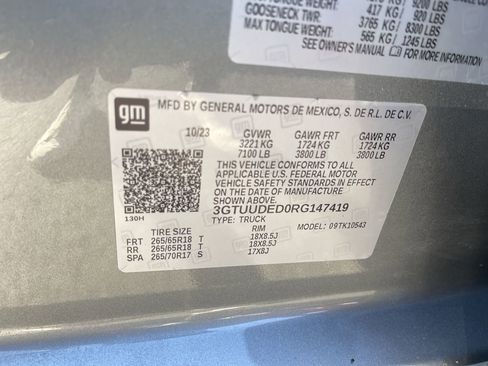 417 KG / 920 LBS
GOOSENECK TWR: 3765 KG / 8300 LBS
MAX TONGUE WEIGHT: 565 KG / 1245 LBS
SEE OWNER'S MANUAL FOR MORE
gm
MFD BY GENERAL MOTORS DE MEXICO, S. DE R.L. DE C.V.
10/23 GVWR GAWR FRT GAWR RR
3221 KG 1724 KG 1724 KG
7100 LB 3800 LB 3800 LB
THIS VEHICLE CONFORMS TO ALL
APPLICABLE U.S. FEDERAL MOTOR
VEHICLE SAFETY, BUMPER, AND THEFT
PREVENTION STANDARDS IN EFFECT ON
THE DATE OF MANUFACTURE SHOWN ABOVE.
3GTUUDED0RG147419
TYPE: TRUCK MODEL: 09TK10543
130H
TIRE SIZE RIM
FRT 265/65R18 T 18X8.5J
RR 265/65R18 T 18X8.5J
SPA 265/70R17 S 17X8J